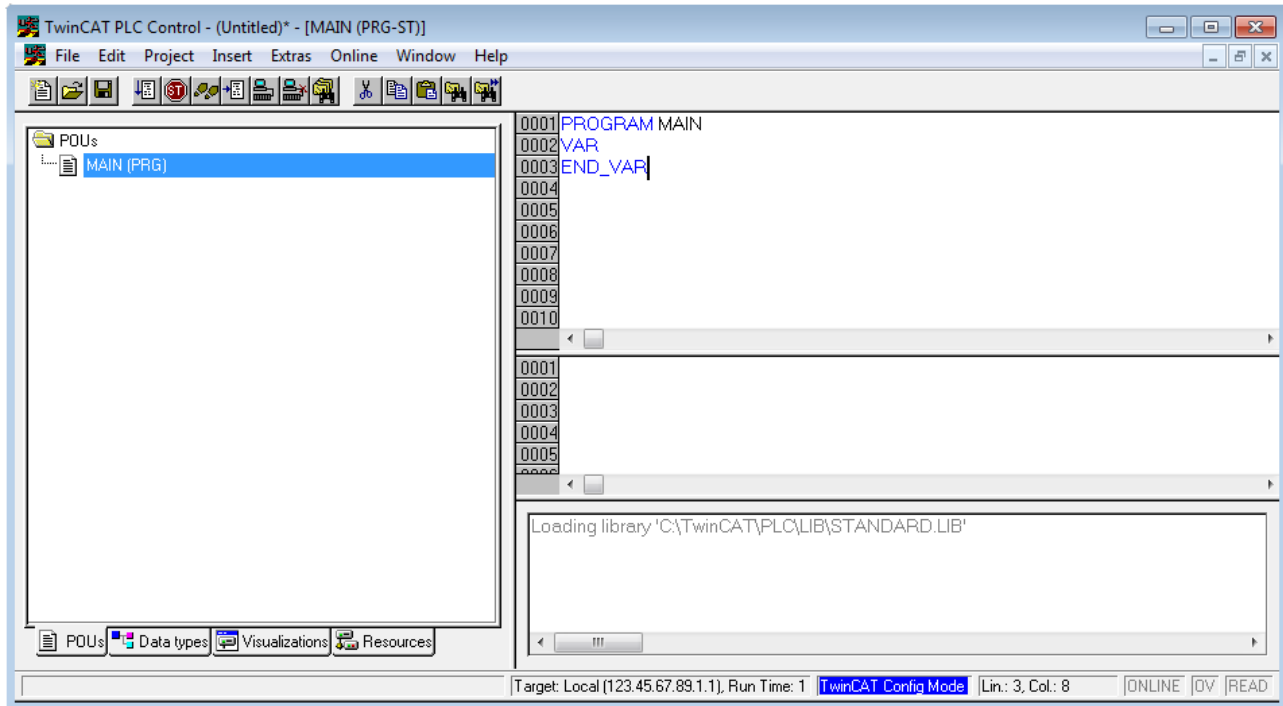 TwinCAT PLC Control - (Untitled)* - [MAIN (PRG-ST)]
File Edit Project Insert Extras Online Window Help
POUs
MAIN (PRG)
0001 PROGRAM MAIN
0002 VAR
0003 END_VAR
0004
0005
0006
0007
0008
0009
0010
0001
0002
0003
0004
0005
Loading library 'C:\TwinCAT\PLC\LIB\STANDARD.LIB'
POUs Data types Visualizations Resources
Target: Local (123.45.67.89.1.1), Run Time: 1 TwinCAT Config Mode Lin.: 3, Col.: 8 ONLINE OV READ